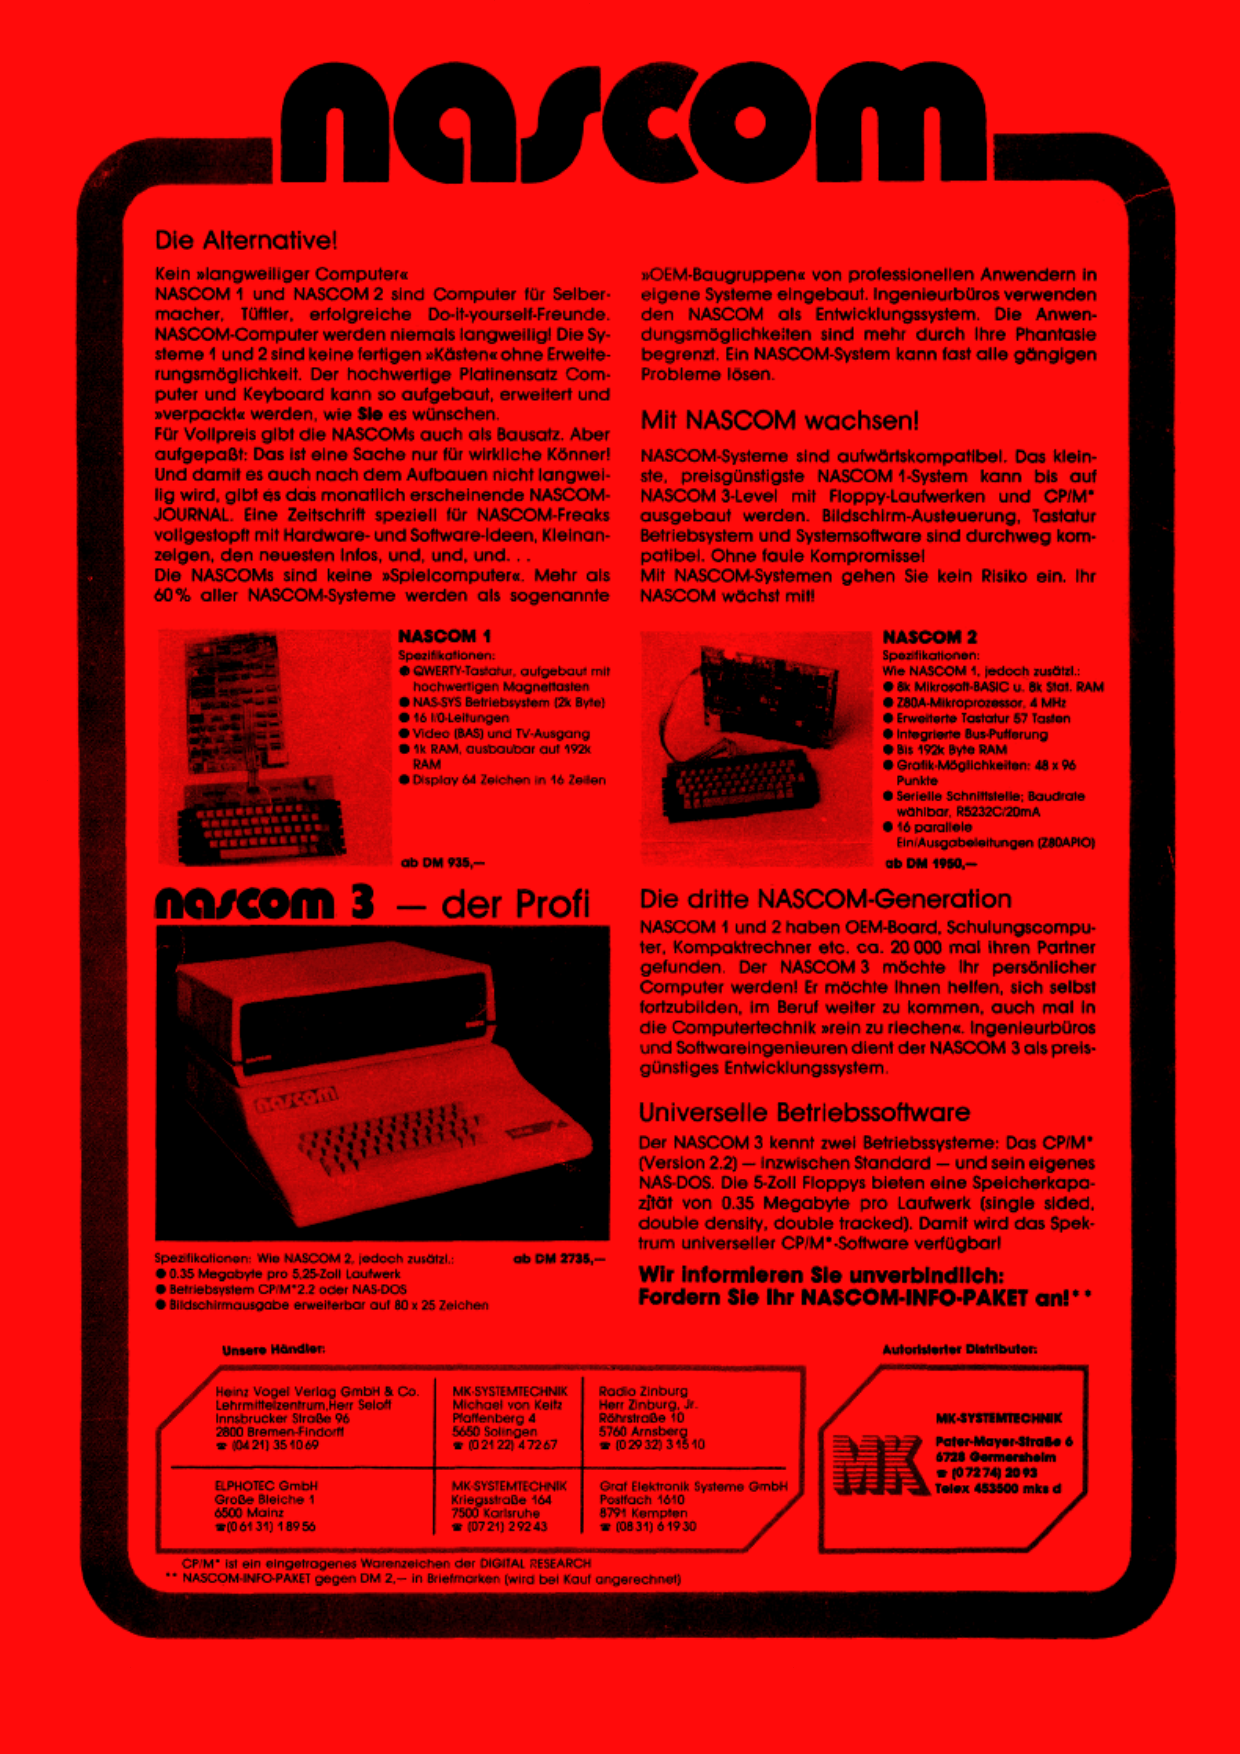 nascom
Die Alternative!
Kein »langweiliger Computer«
NASCOM 1 und NASCOM 2 sind Computer für Selber-
macher, Tüftler, erfolgreiche Do-it-yourself-Freunde.
NASCOM-Computer werden niemals langweilig! Die Sy-
steme 1 und 2 sind keine fertigen »Kästen« ohne Erweite-
rungsmöglichkeit. Der hochwertige Platinensatz Com-
puter und Keyboard kann so aufgebaut, erweitert und
»verpackt« werden, wie Sie es wünschen.
Für Vollpreis gibt die NASCOMs auch als Bausatz. Aber
aufgepaßt: Das ist eine Sache nur für wirkliche Könner!
Und damit es auch nach dem Aufbauen nicht langwei-
lig wird, gibt es das monatlich erscheinende NASCOM-
JOURNAL. Eine Zeitschrift speziell für NASCOM-Freaks
vollgestopft mit Hardware- und Software-Ideen, Kleinan-
zeigen, den neuesten Infos, und, und, und. . .
Die NASCOMs sind keine »Spielcomputer«. Mehr als
60 % aller NASCOM-Systeme werden als sogenannte
»OEM-Baugruppen« von professionellen Anwendern in
eigene Systeme eingebaut. Ingenieurbüros verwenden
den NASCOM als Entwicklungssystem. Die Anwen-
dungsmöglichkeiten sind mehr durch Ihre Phantasie
begrenzt. Ein NASCOM-System kann fast alle gängigen
Probleme lösen.
Mit NASCOM wachsen!
NASCOM-Systeme sind aufwärtskompatibel. Das klein-
ste, preisgünstigste NASCOM 1-System kann bis auf
NASCOM 3-Level mit Floppy-Laufwerken und CP/M*
ausgebaut werden. Bildschirm-Austeuerung, Tastatur
Betriebsystem und Systemsoftware sind durchweg kom-
patibel. Ohne faule Kompromisse!
Mit NASCOM-Systemen gehen Sie kein Risiko ein. Ihr
NASCOM wächst mit!
NASCOM 1
Spezifikationen:
● QWERTY-Tastatur, aufgebaut mit
hochwertigen Magnettasten
● NAS-SYS Betriebsystem (2k Byte)
● 16 I/0-Leitungen
● Video (BAS) und TV-Ausgang
● 1k RAM, ausbaubar auf 192k
RAM
● Display 64 Zeichen in 16 Zeilen
ab DM 935,—
NASCOM 2
Spezifikationen:
Wie NASCOM 1, jedoch zusätzl.:
● 8k Mikrosoft-BASIC u. 8k Stat. RAM
● Z80A-Mikroprozessor, 4 MHz
● Erweiterte Tastatur 57 Tasten
● Integrierte Bus-Pufferung
● Bis 192k Byte RAM
● Grafik-Möglichkeiten: 48 x 96
Punkte
● Serielle Schnittstelle; Baudrate
wählbar, RS232C/20mA
● 16 parallele
Ein/Ausgabeleitungen (Z80APIO)
ab DM 1950,—
nascom 3 — der Profi
nascom
Spezifikationen: Wie NASCOM 2, jedoch zusätzl.: ab DM 2735,—
● 0.35 Megabyte pro 5,25-Zoll Laufwerk
● Betriebsystem CP/M*2.2 oder NAS-DOS
● Bildschirmausgabe erweiterbar auf 80 x 25 Zeichen
Die dritte NASCOM-Generation
NASCOM 1 und 2 haben OEM-Board, Schulungscompu-
ter, Kompaktrechner etc. ca. 20 000 mal ihren Partner
gefunden. Der NASCOM 3 möchte Ihr persönlicher
Computer werden! Er möchte Ihnen helfen, sich selbst
fortzubilden, im Beruf weiter zu kommen, auch mal in
die Computertechnik »rein zu riechen«. Ingenieurbüros
und Softwareingenieuren dient der NASCOM 3 als preis-
günstiges Entwicklungssystem.
Universelle Betriebssoftware
Der NASCOM 3 kennt zwei Betriebssysteme: Das CP/M*
(Version 2.2) — inzwischen Standard — und sein eigenes
NAS-DOS. Die 5-Zoll Floppys bieten eine Speicherkapa-
zität von 0.35 Megabyte pro Laufwerk (single sided,
double density, double tracked). Damit wird das Spek-
trum universeller CP/M*-Software verfügbar!
Wir informieren Sie unverbindlich:
Fordern Sie Ihr NASCOM-INFO-PAKET an!**
Unsere Händler:
Heinz Vogel Verlag GmbH & Co.
Lehrmittelzentrum,Herr Seloff
Innsbrucker Straße 96
2800 Bremen-Findorff
☎ (04 21) 35 10 69
MK-SYSTEMTECHNIK
Michael von Keitz
Pfaffenberg 4
5650 Solingen
☎ (0 21 22) 4 72 67
Radio Zinburg
Herr Zinburg, Jr.
Röhrstraße 10
5760 Arnsberg
☎ (0 29 32) 3 15 10
ELPHOTEC GmbH
Große Bleiche 1
6500 Mainz
☎ (0 61 31) 1 89 56
MK-SYSTEMTECHNIK
Kriegsstraße 164
7500 Karlsruhe
☎ (07 21) 2 92 43
Graf Elektronik Systeme GmbH
Postfach 1610
8791 Kempten
☎ (08 31) 6 19 30
Autorisierter Distributor:
MK
MK-SYSTEMTECHNIK
Pater-Mayer-Straße 6
6728 Germersheim
☎ (0 72 74) 20 93
Telex 453500 mks d
CP/M* ist ein eingetragenes Warenzeichen der DIGITAL RESEARCH
** NASCOM-INFO-PAKET gegen DM 2,— in Briefmarken (wird bei Kauf angerechnet)